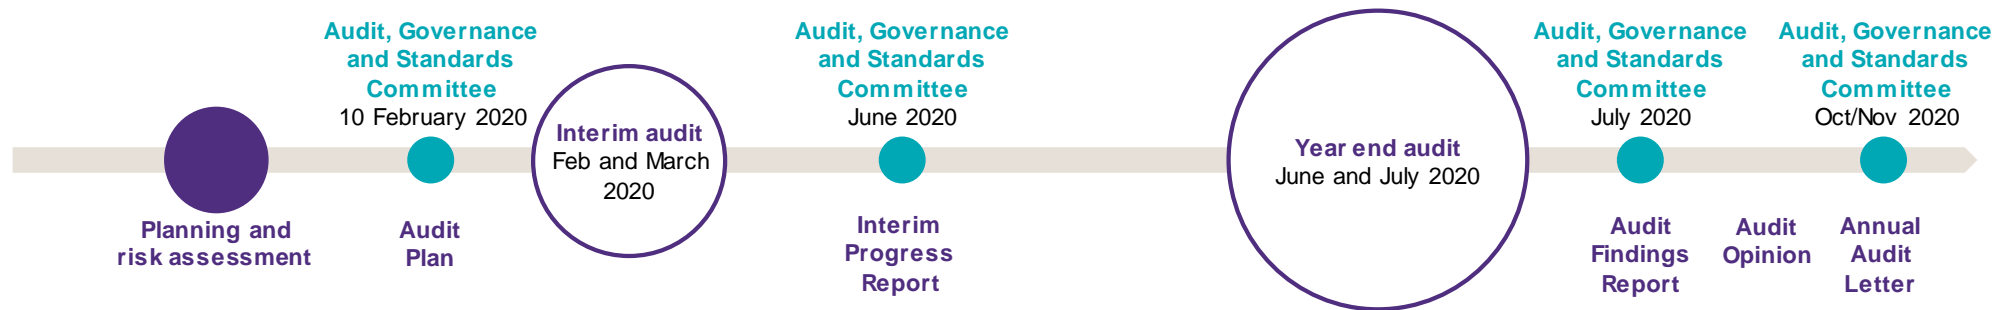 Audit, Governance
and Standards
Committee
10 February 2020
Audit, Governance
and Standards
Committee
June 2020
Audit, Governance
and Standards
Committee
July 2020
Audit, Governance
and Standards
Committee
Oct/Nov 2020
Interim audit
Feb and March
2020
Year end audit
June and July 2020
Planning and
risk assessment
Audit
Plan
Interim
Progress
Report
Audit
Findings
Report
Audit
Opinion
Annual
Audit
Letter